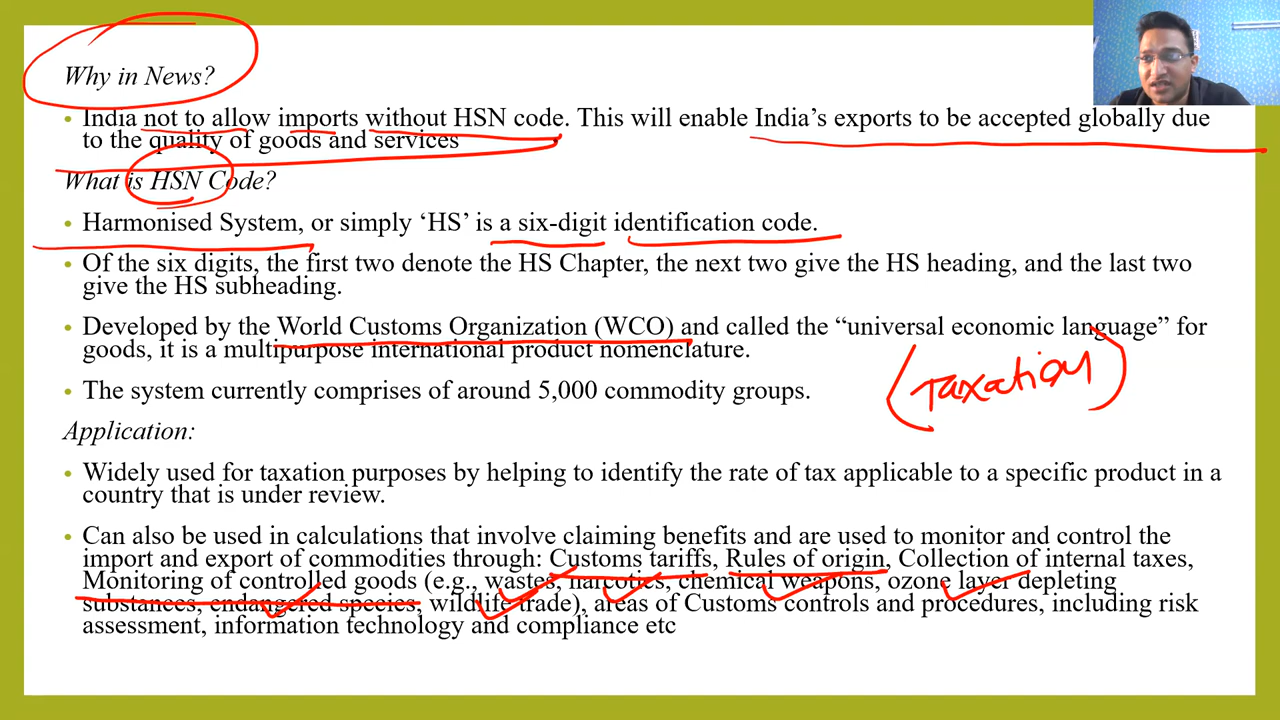 Why in News?
• India not to allow imports without HSN code. This will enable India’s exports to be accepted globally due
to the quality of goods and services
What is HSN Code?
• Harmonised System, or simply ‘HS’ is a six-digit identification code.
• Of the six digits, the first two denote the HS Chapter, the next two give the HS heading, and the last two
give the HS subheading.
• Developed by the World Customs Organization (WCO) and called the “universal economic language” for
goods, it is a multipurpose international product nomenclature.
(Taxation)
• The system currently comprises of around 5,000 commodity groups.
Application:
• Widely used for taxation purposes by helping to identify the rate of tax applicable to a specific product in a
country that is under review.
• Can also be used in calculations that involve claiming benefits and are used to monitor and control the
import and export of commodities through: Customs tariffs, Rules of origin, Collection of internal taxes,
Monitoring of controlled goods (e.g., wastes, narcotics, chemical weapons, ozone layer depleting
substances, endangered species, wildlife trade), areas of Customs controls and procedures, including risk
assessment, information technology and compliance etc